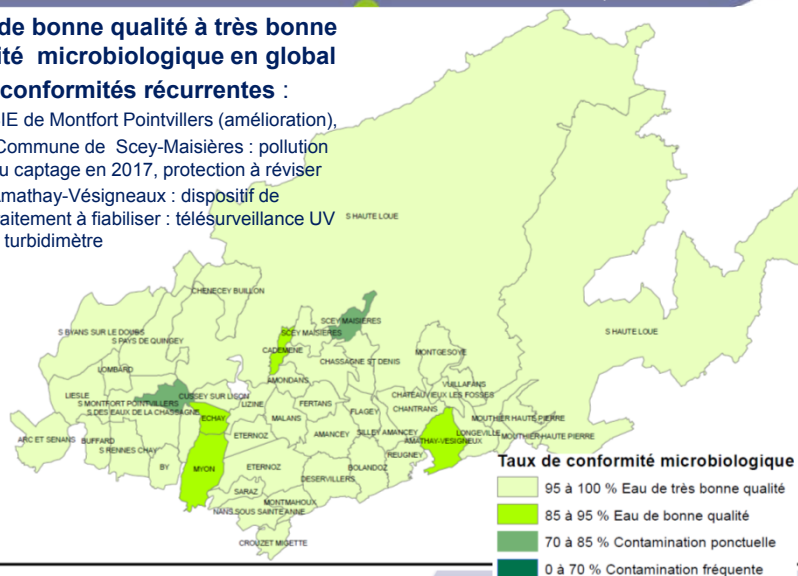 de bonne qualité à très bonne
ité microbiologique en global
conformités récurrentes :
IE de Montfort Pointvillers (amélioration),
Commune de Scey-Maisières : pollution
u captage en 2017, protection à réviser
Amathay-Vésigneaux : dispositif de
raitement à fiabiliser : télésurveillance UV
turbidimètre
S HAUTE LOUE
CHENECEY BUILLON
S BYANS SUR LE DOUBS
S PAYS DE QUINGEY
SCEY MAISIERES
SCEY MAISIERES
CADEMENE
MONTGESOYE
S HAUTE LOUE
LOMBARD
CHASSAGNE ST DENIS
AMONDANS
VUILLAFANS
LIESLE
CUSSEY SUR LISON
CHATEAUVIEUX LES FOSSES
S MONTFORT POINTVILLERS
LIZINE
FERTANS
CHANTRANS
S DES EAUX DE LA CHASSAGNE
ECHAY
MALANS
FLAGEY
MOUTHIER HAUTE PIERRE
ARC ET SENANS
BUFFARD
ETERNOZ
AMANCEY
SILLEY AMANCEY
LONGEVILLE
MOUTHIER HAUTE PIERRE
AMATHAY-VESIGNEUX
S RENNES CHAY
REUGNEY
BY
MYON
ETERNOZ
BOLANDOZ
DESERVILLERS
SARAZ
MONTMAHOUX
NANS SOUS SAINTE ANNE
CROUZET MIGETTE
Taux de conformité microbiologique
95 à 100 % Eau de très bonne qualité
85 à 95 % Eau de bonne qualité
70 à 85 % Contamination ponctuelle
0 à 70 % Contamination fréquente